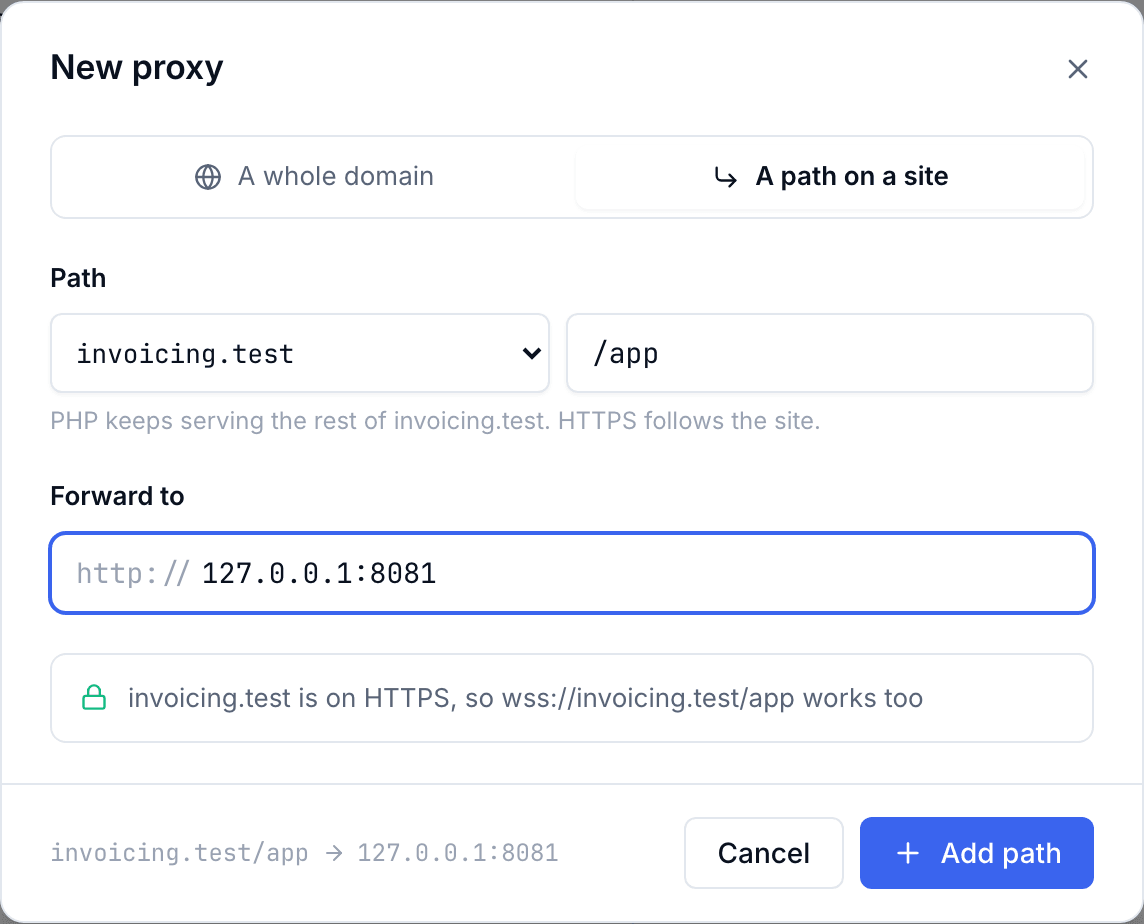 New proxy
A whole domain
A path on a site
Path
invoicing.test
/app
PHP keeps serving the rest of invoicing.test. HTTPS follows the site.
Forward to
http:// 127.0.0.1:8081
invoicing.test is on HTTPS, so wss://invoicing.test/app works too
invoicing.test/app → 127.0.0.1:8081
Cancel
+ Add path